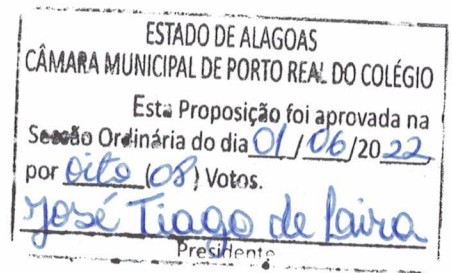 ESTADO DE ALAGOAS
CÂMARA MUNICIPAL DE PORTO REAL DO COLÉGIO
Esta Proposição foi aprovada na
Sessão Ordinária do dia 01/06/2022
por oito (08) Votos.
José Tiago de Paiva
Presidente